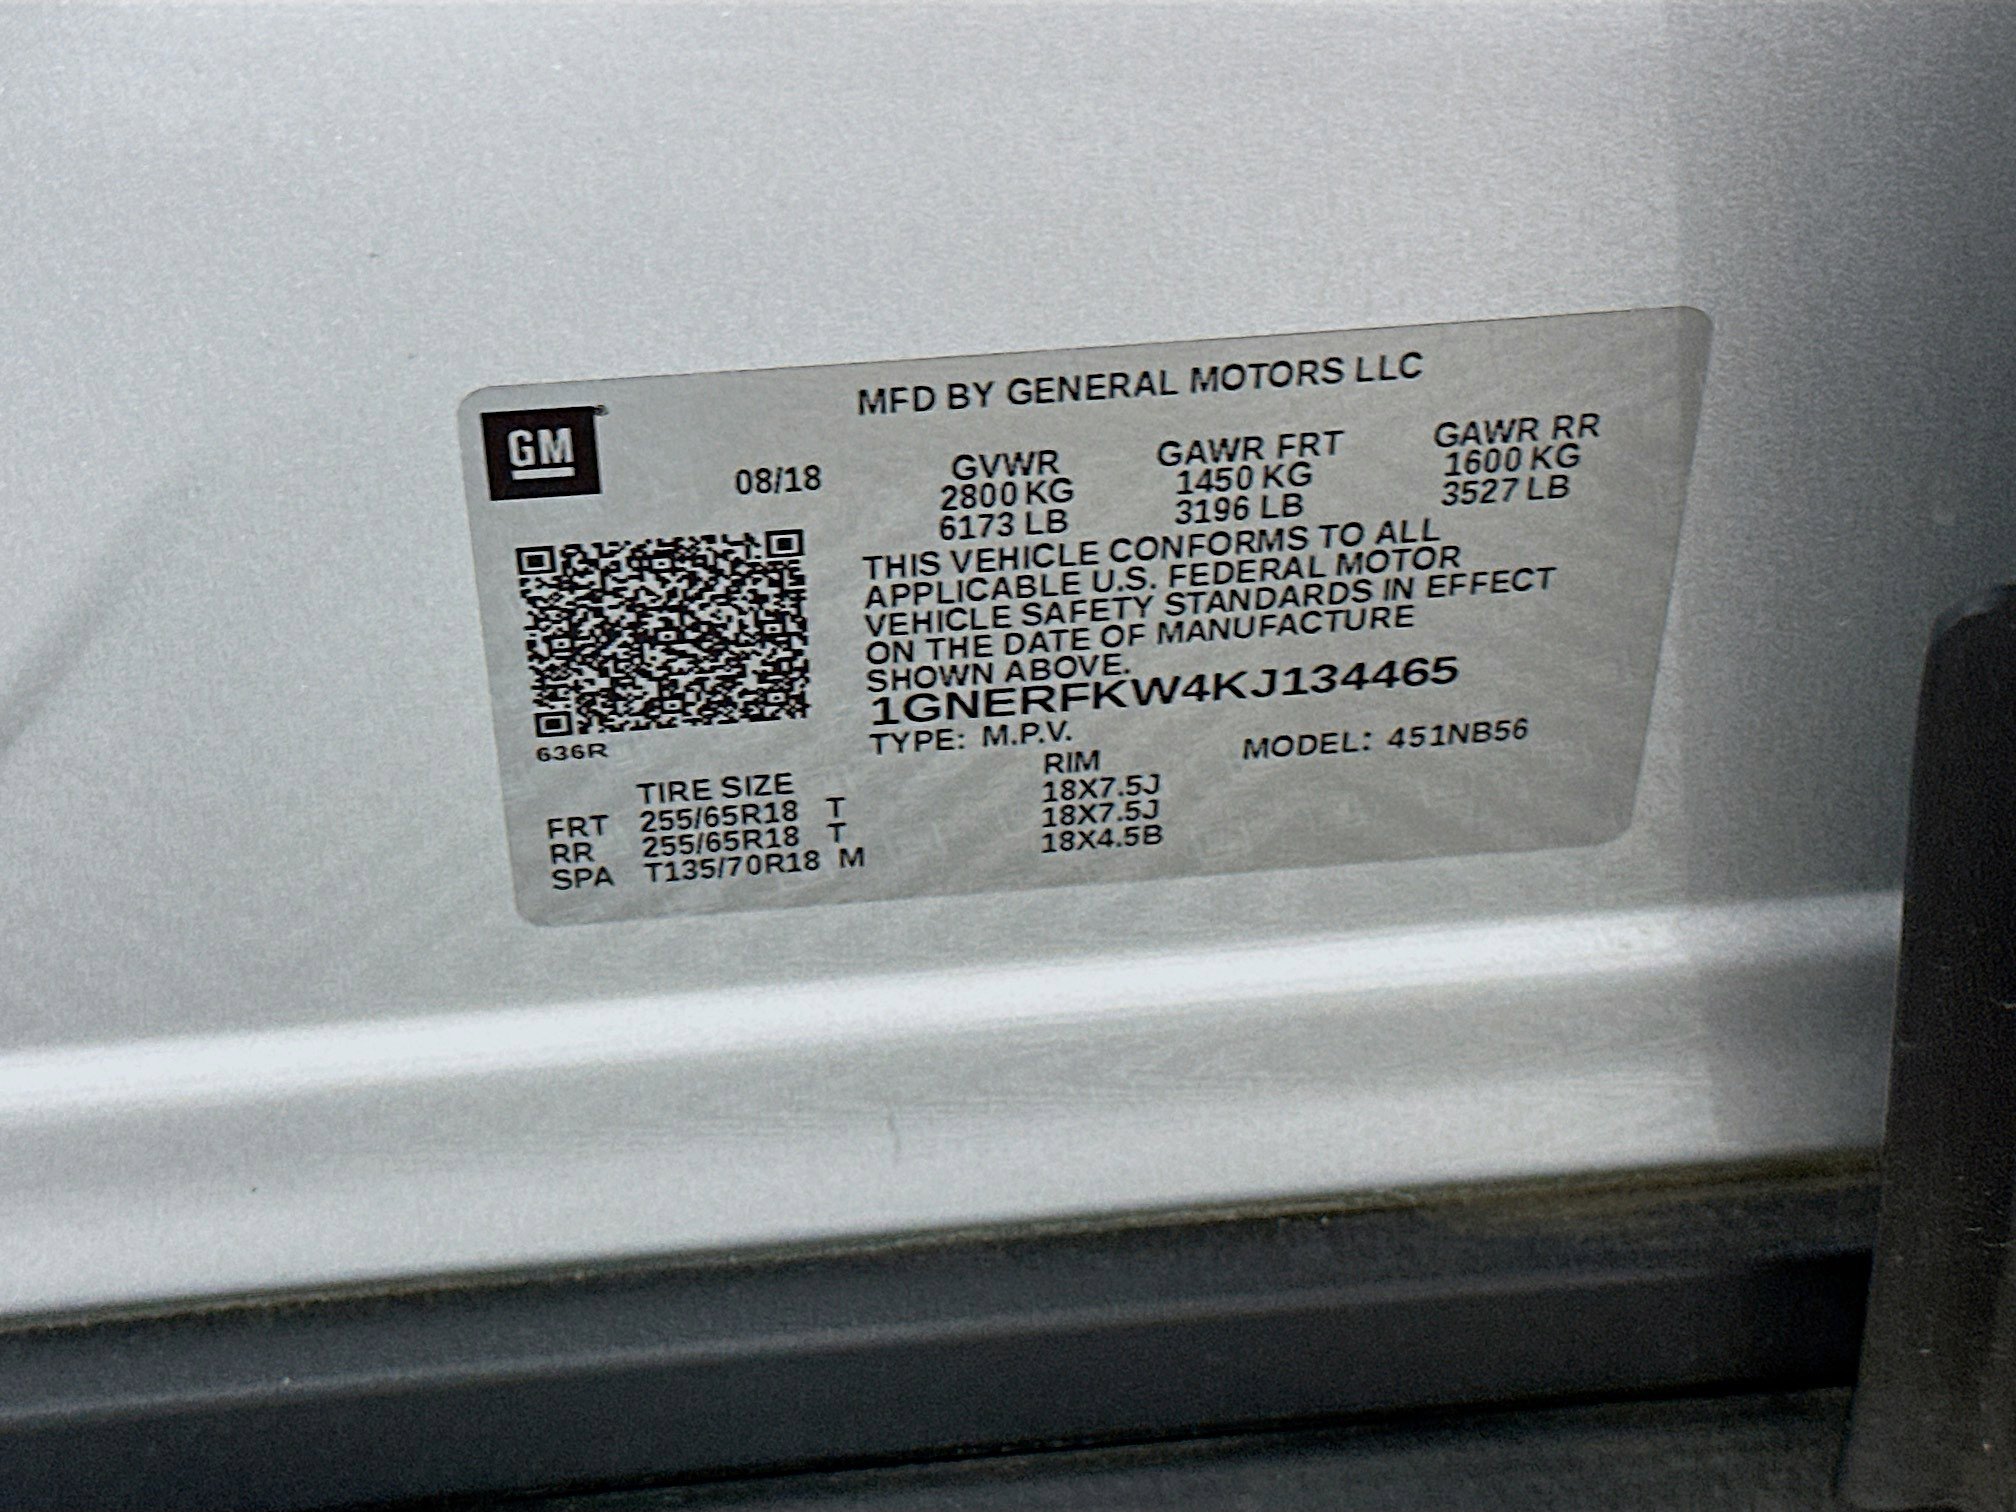 MFD BY GENERAL MOTORS LLC
GM
08/18
GVWR GAWR FRT GAWR RR
2800 KG 1450 KG 1600 KG
6173 LB 3196 LB 3527 LB
THIS VEHICLE CONFORMS TO ALL
APPLICABLE U.S. FEDERAL MOTOR
VEHICLE SAFETY STANDARDS IN EFFECT
ON THE DATE OF MANUFACTURE
SHOWN ABOVE.
1GNERFKW4KJ134465
TYPE: M.P.V. MODEL: 451NB56
636R
TIRE SIZE RIM
FRT 255/65R18 T 18X7.5J
RR 255/65R18 T 18X7.5J
SPA T135/70R18 M 18X4.5B